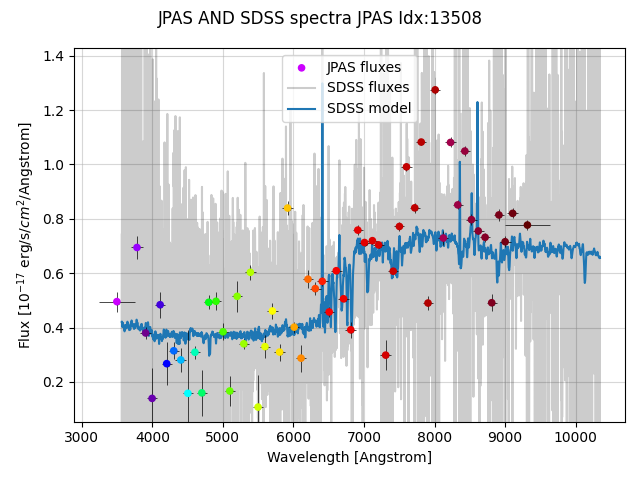 JPAS AND SDSS spectra JPAS Idx:13508
JPAS fluxes
SDSS fluxes
SDSS model
1.4
1.2
1.0
0.8
0.6
0.4
0.2
Flux [10⁻¹⁷ erg/s/cm²/Angstrom]
3000 4000 5000 6000 7000 8000 9000 10000
Wavelength [Angstrom]